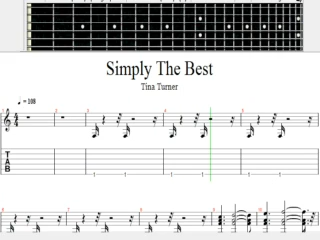 Simply The Best
Tina Turner
= 108
T
A
B